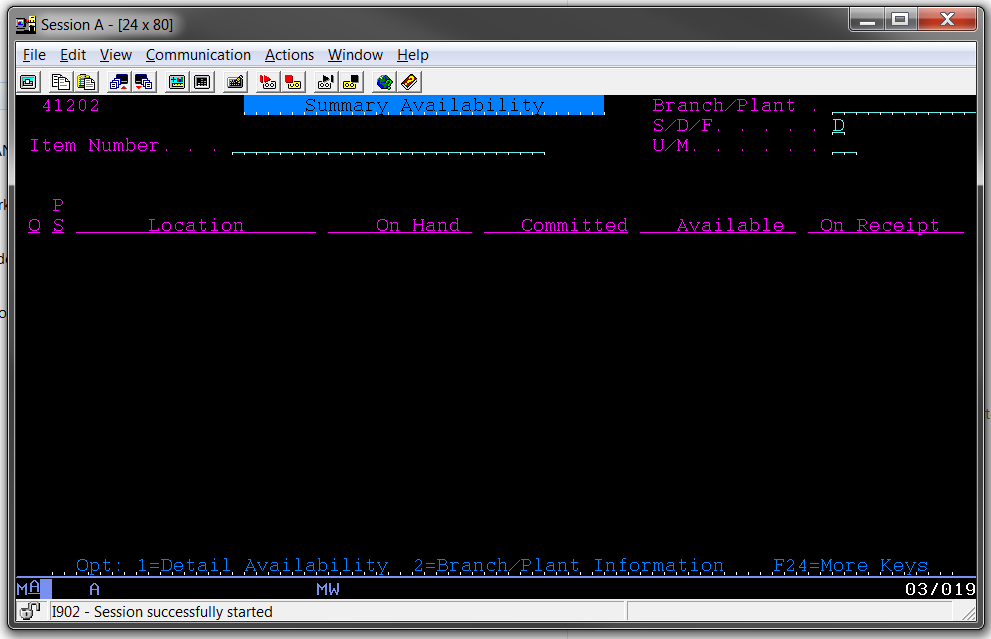 Session A - [24 x 80]
File Edit View Communication Actions Window Help
41202 Summary Availability Branch/Plant .
S/D/F. . . . . D
Item Number. . . U/M. . . . . .
P
O S Location On Hand Committed Available On Receipt
Opt: 1=Detail Availability 2=Branch/Plant Information F24=More Keys
MA A MW 03/019
I902 - Session successfully started